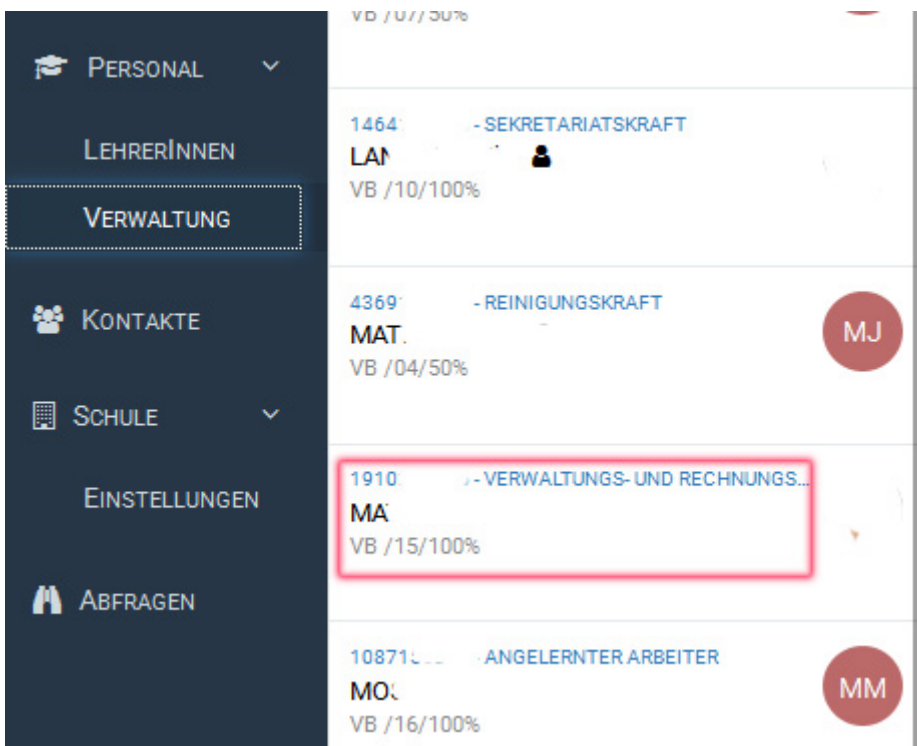 PERSONAL
LEHRERINNEN
VERWALTUNG
KONTAKTE
SCHULE
EINSTELLUNGEN
ABFRAGEN
VB /07/50%
1464 - SEKRETARIATSKRAFT
LAN
VB /10/100%
4369 - REINIGUNGSKRAFT
MAT
MJ
VB /04/50%
1910 - VERWALTUNGS- UND RECHNUNGS...
MA
VB /15/100%
10871 - ANGELERNTER ARBEITER
MOS
MM
VB /16/100%